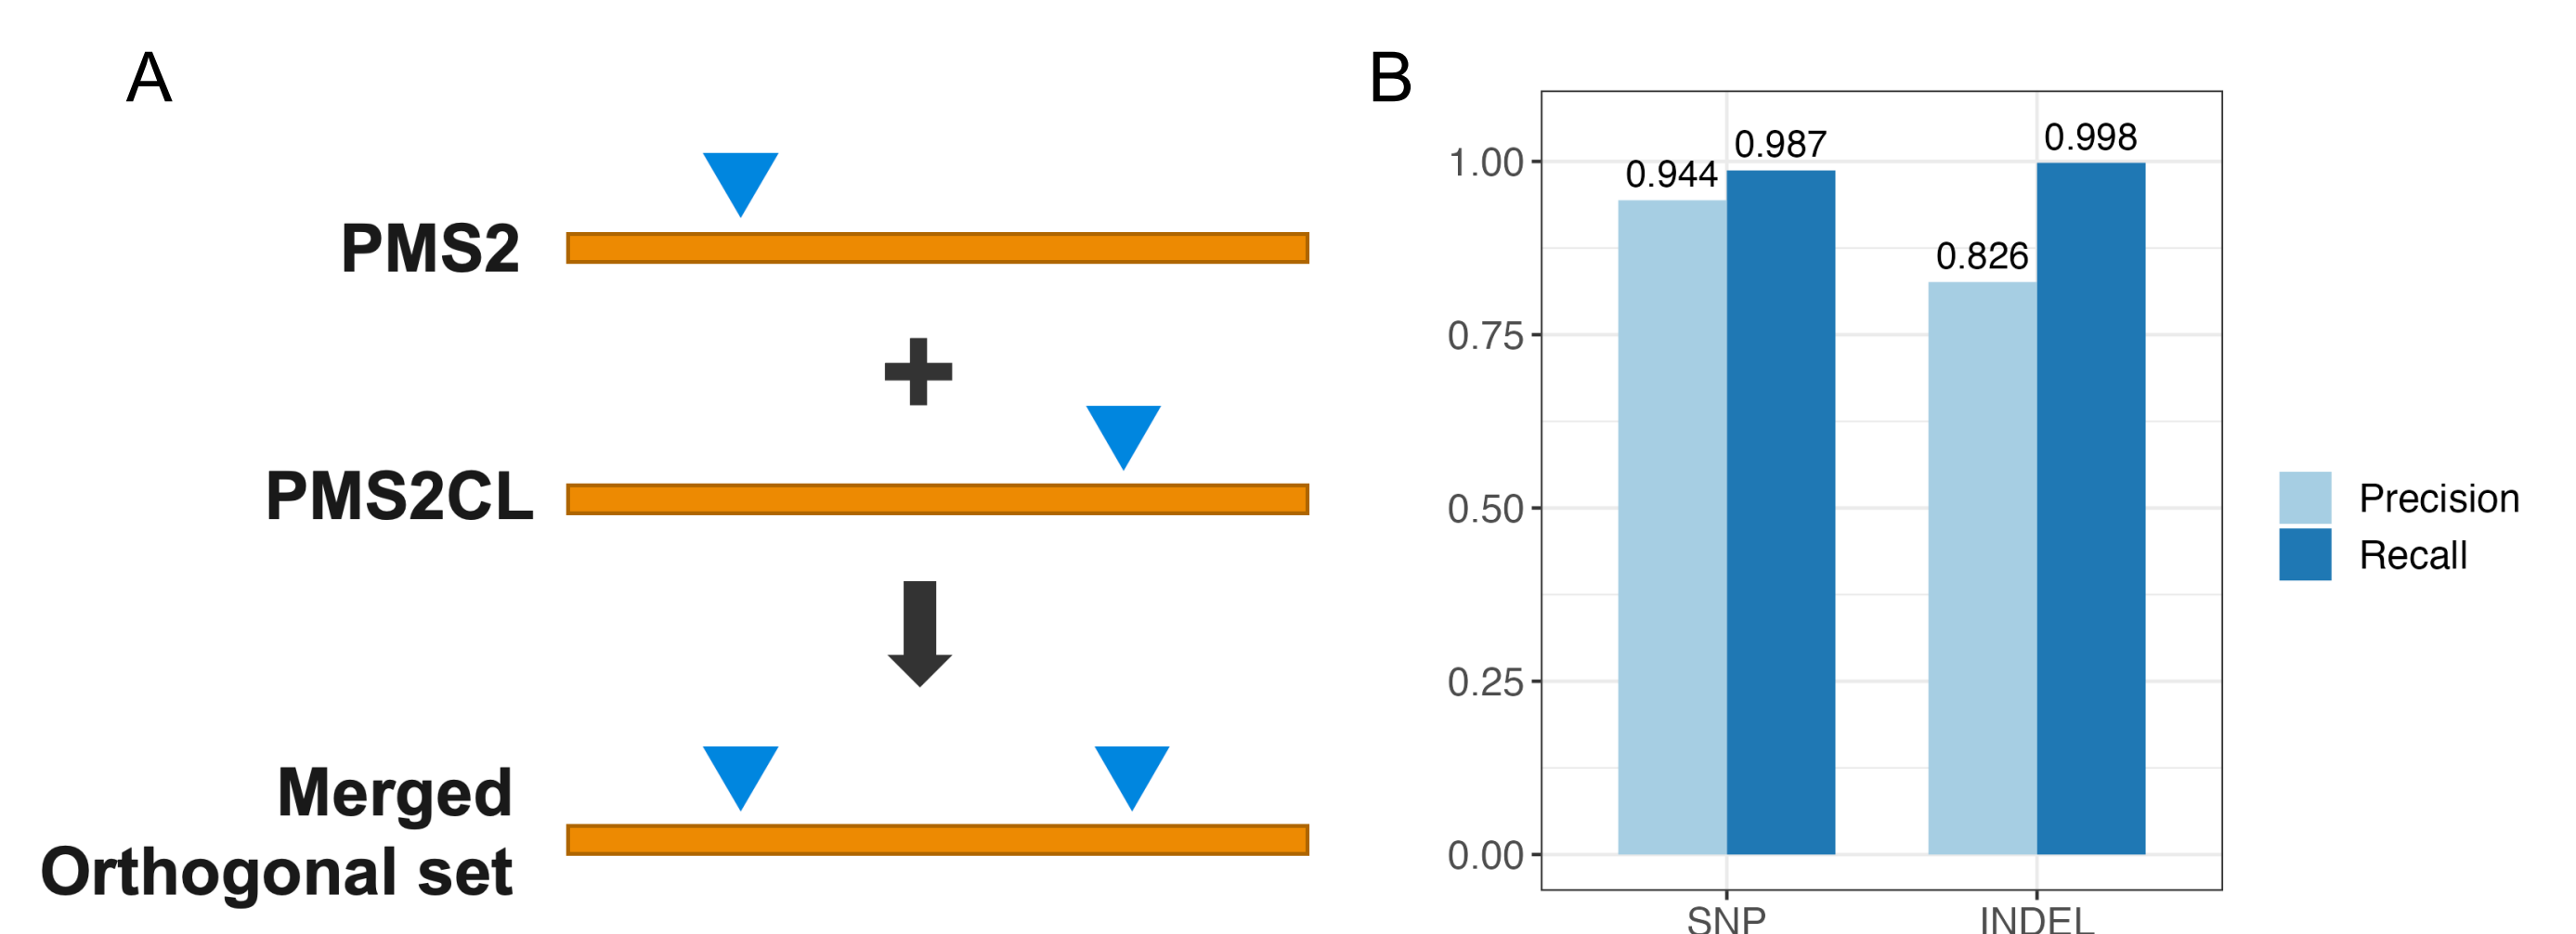 A
PMS2
PMS2CL
Merged
Orthogonal set
B
1.00
0.75
0.50
0.25
0.00
0.944
0.987
0.826
0.998
SNP
INDEL
Precision
Recall